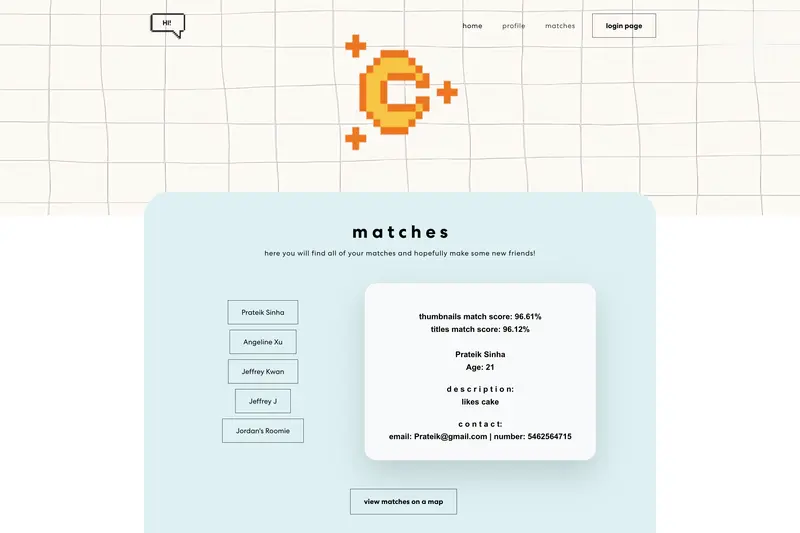 HI!
home profile matches login page
C
matches
here you will find all of your matches and hopefully make some new friends!
Prateik Sinha
Angeline Xu
Jeffrey Kwan
Jeffrey J
Jordan's Roomie
thumbnails match score: 96.61%
titles match score: 96.12%
Prateik Sinha
Age: 21
description:
likes cake
contact:
email: Prateik@gmail.com | number: 5462564715
view matches on a map